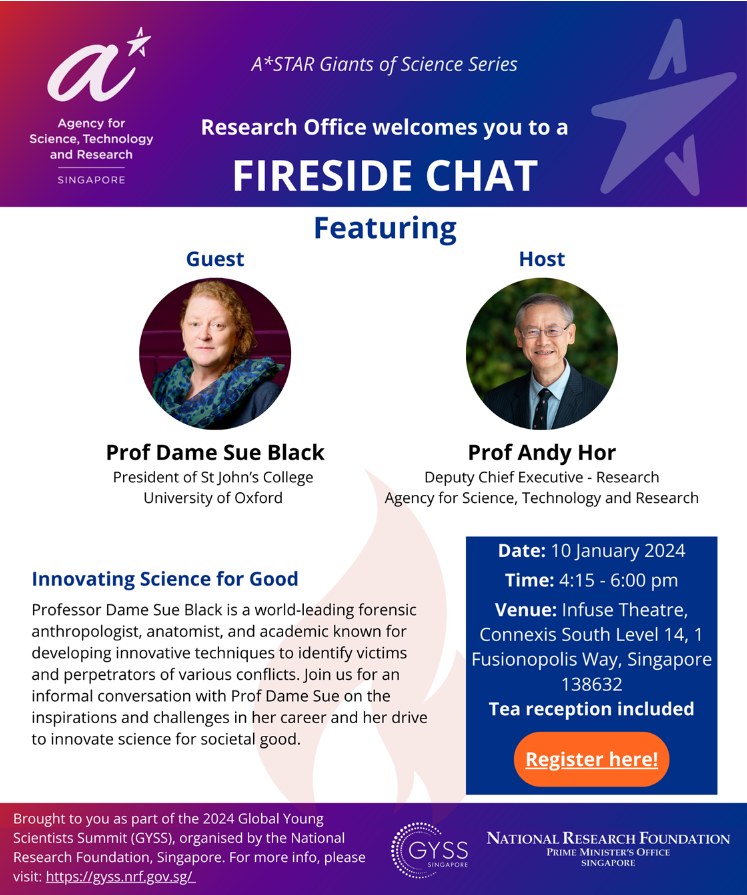 a*
Agency for
Science, Technology
and Research
SINGAPORE
A*STAR Giants of Science Series
Research Office welcomes you to a
FIRESIDE CHAT
Featuring
Guest
Prof Dame Sue Black
President of St John’s College
University of Oxford
Host
Prof Andy Hor
Deputy Chief Executive - Research
Agency for Science, Technology and Research
Innovating Science for Good
Professor Dame Sue Black is a world-leading forensic
anthropologist, anatomist, and academic known for
developing innovative techniques to identify victims
and perpetrators of various conflicts. Join us for an
informal conversation with Prof Dame Sue on the
inspirations and challenges in her career and her drive
to innovate science for societal good.
Date: 10 January 2024
Time: 4:15 - 6:00 pm
Venue: Infuse Theatre,
Connexis South Level 14, 1
Fusionopolis Way, Singapore
138632
Tea reception included
Register here!
Brought to you as part of the 2024 Global Young
Scientists Summit (GYSS), organised by the National
Research Foundation, Singapore. For more info, please
visit: https://gyss.nrf.gov.sg/
GYSS
SINGAPORE
NATIONAL RESEARCH FOUNDATION
PRIME MINISTER'S OFFICE
SINGAPORE